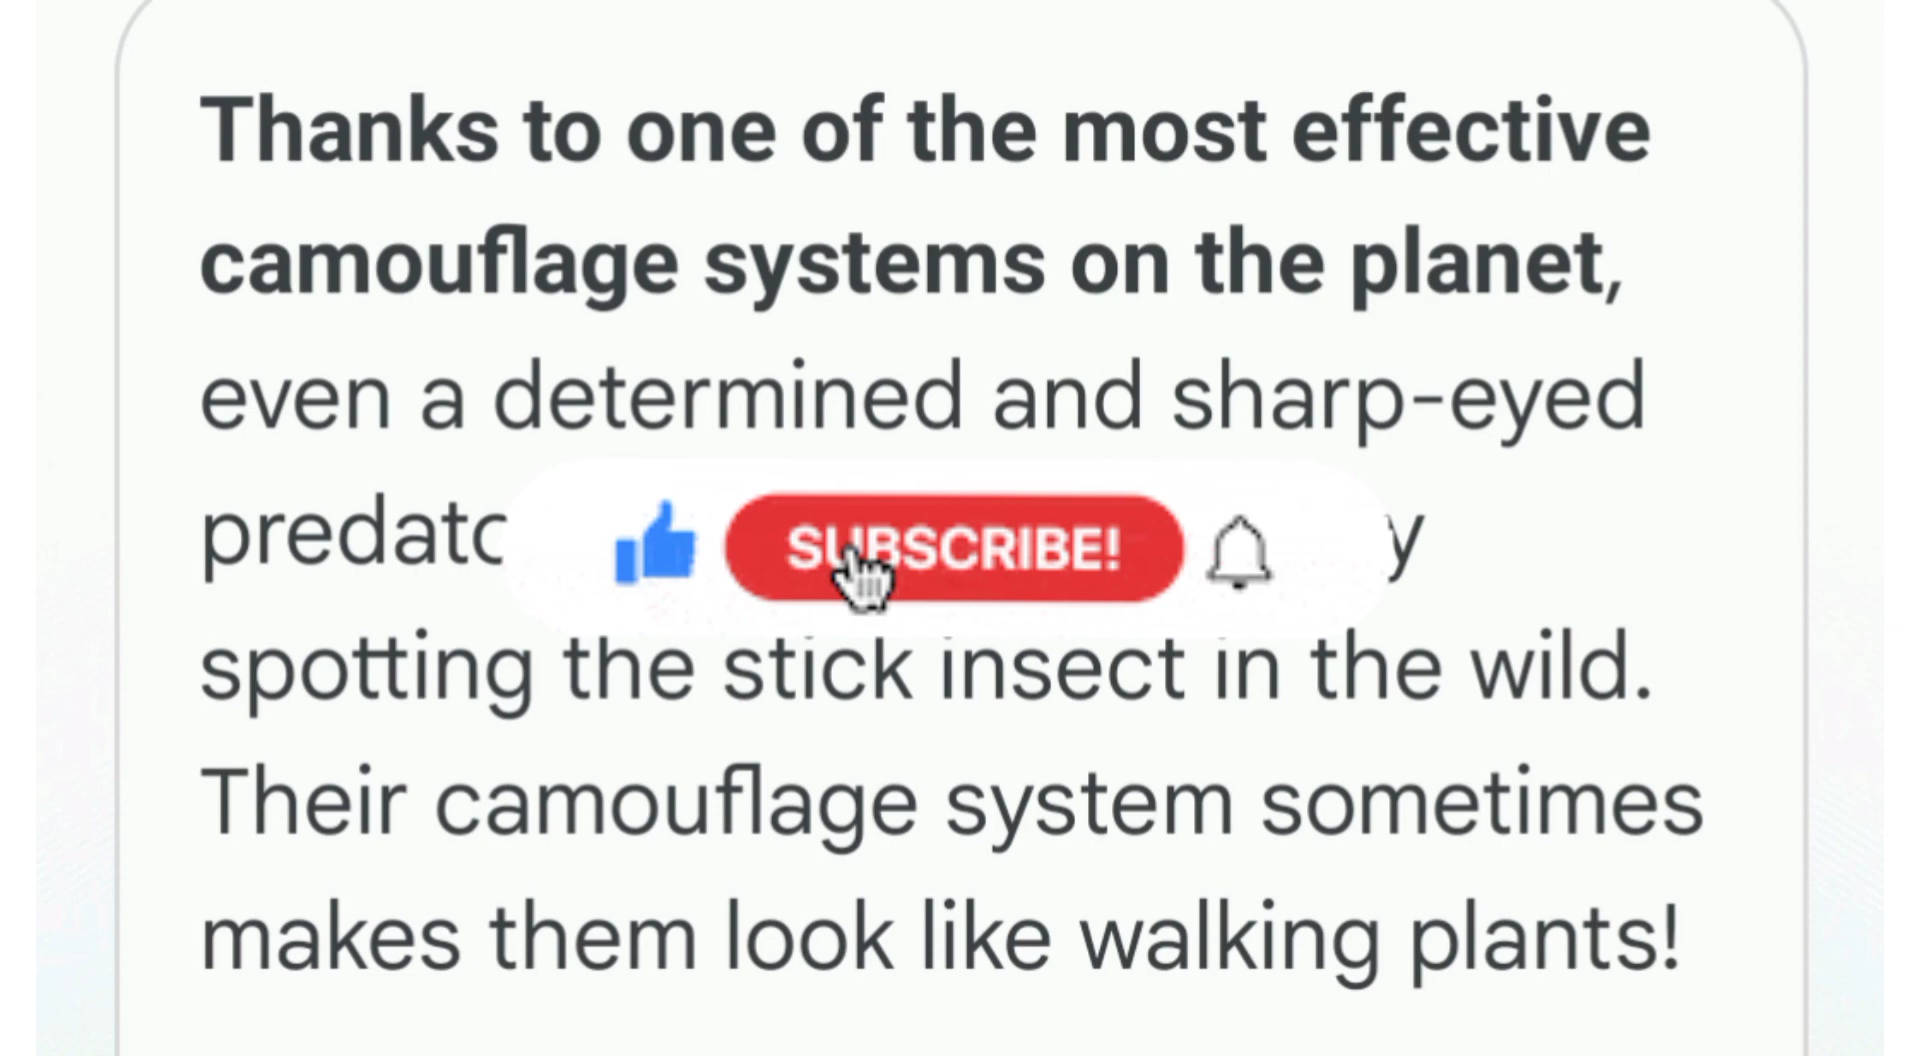 Thanks to one of the most effective
camouflage systems on the planet,
even a determined and sharp-eyed
SUBSCRIBE!
spotting the stick insect in the wild.
Their camouflage system sometimes
makes them look like walking plants!